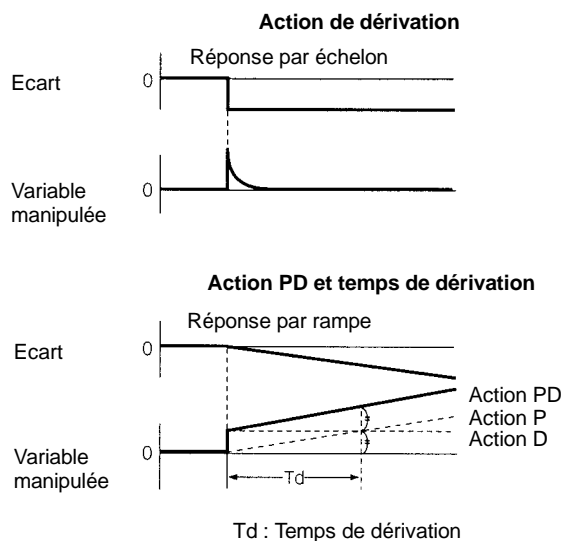 Action de dérivation
Réponse par échelon
Ecart
0
Variable
manipulée
0
Action PD et temps de dérivation
Réponse par rampe
Ecart
0
Action PD
Action P
Action D
Variable
manipulée
0
Td
Td : Temps de dérivation